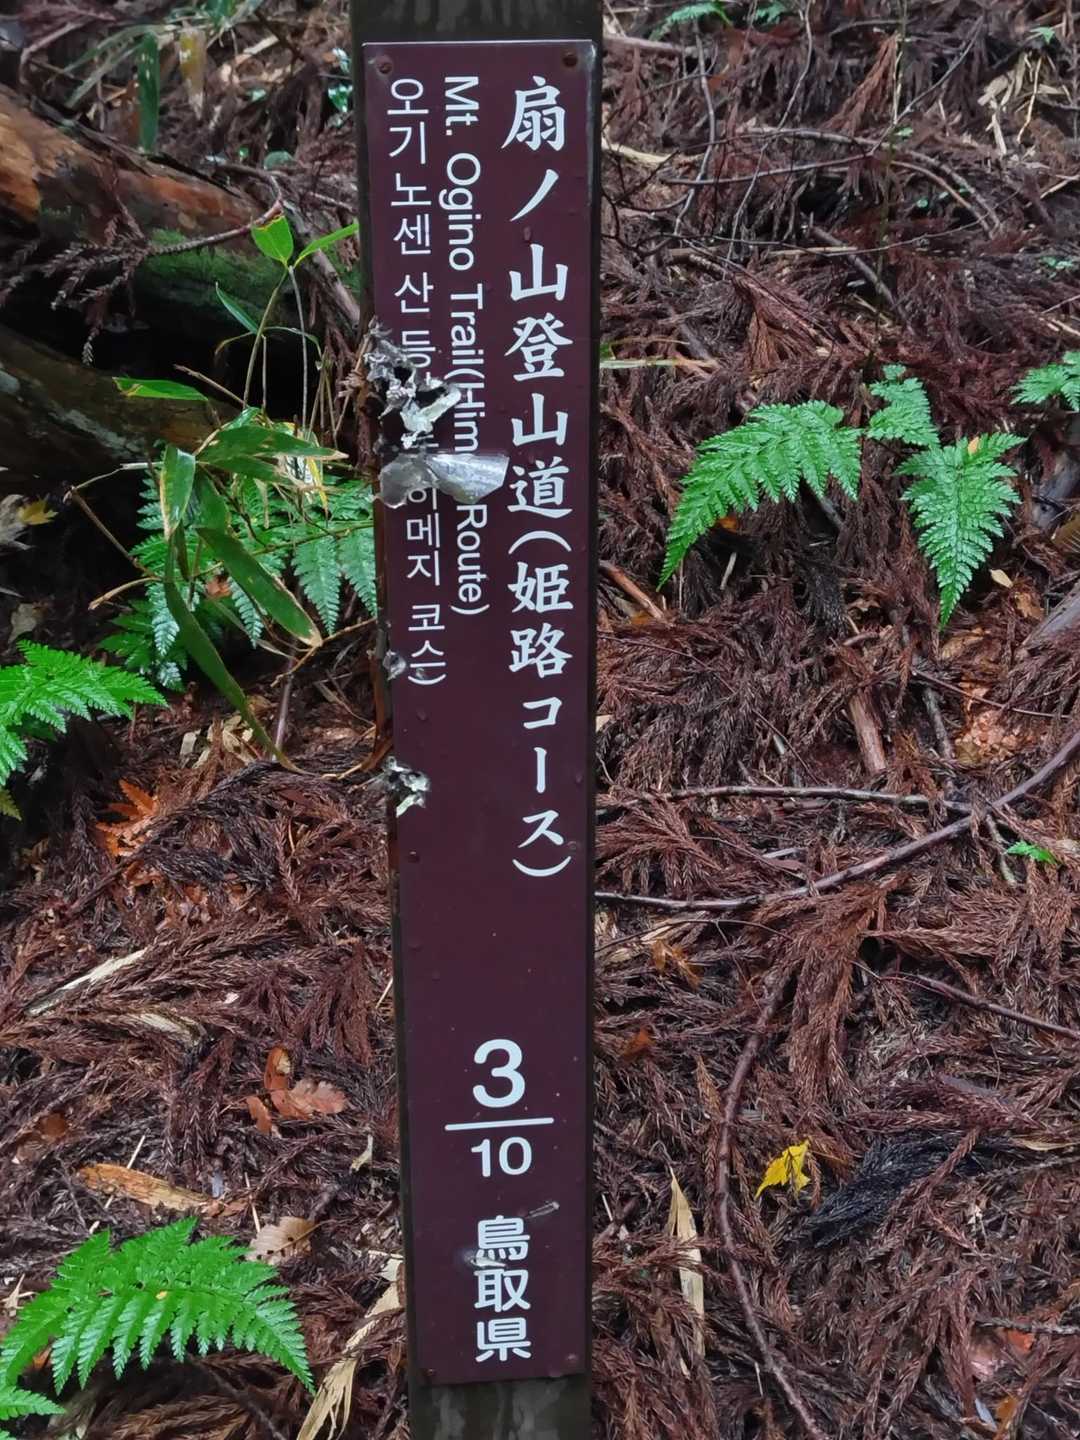 扇ノ山登山道(姫路コース)
Mt. Ogino Trail(Him Route)
오기노센 산 등 히메지 코스)
3
10
鳥取県